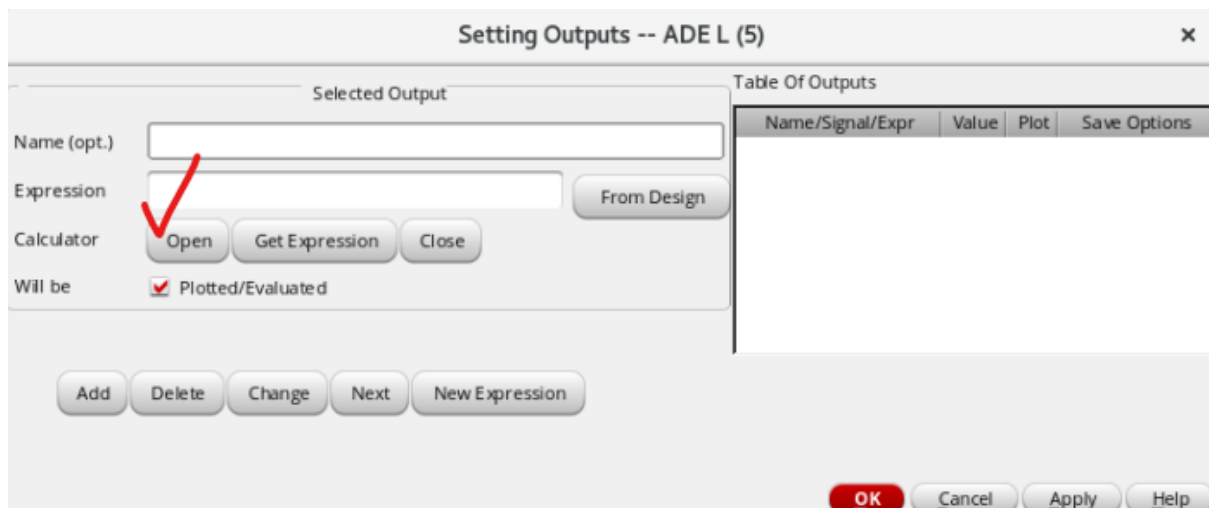 Setting Outputs -- ADE L (5)
Selected Output
Name (opt.)
Expression
From Design
Calculator
Open Get Expression Close
Will be
Plotted/Evaluated
Add Delete Change Next New Expression
Table Of Outputs
Name/Signal/Expr Value Plot Save Options
OK Cancel Apply Help